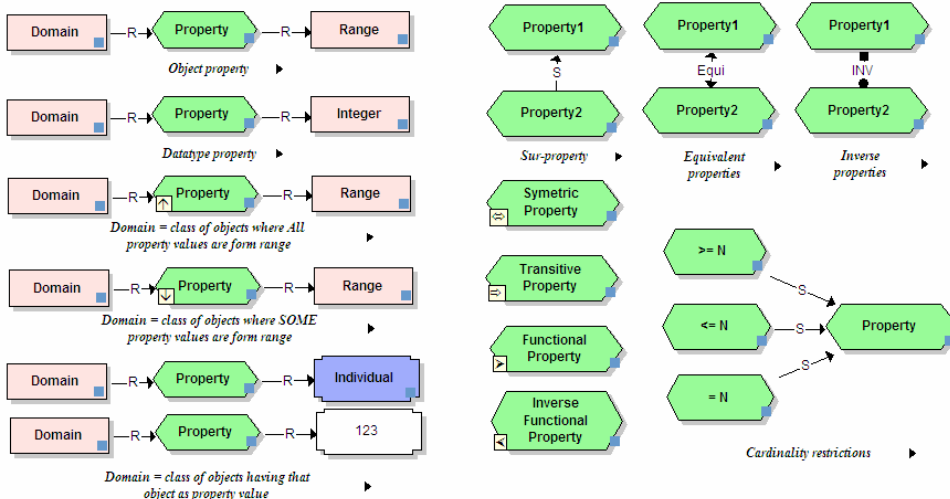 Domain R Property R Range
Object property
Domain R Property R Integer
Datatype property
Domain R Property R Range
Domain = class of objects where All
property values are form range
Domain R Property R Range
Domain = class of objects where SOME
property values are form range
Domain R Property R Individual
Domain R Property R 123
Domain = class of objects having that
object as property value
Property1
S
Property2
Sur-property
Property1
Equi
Property2
Equivalent
properties
Property1
INV
Property2
Inverse
properties
Symetric
Property
Transitive
Property
Functional
Property
Inverse
Functional
Property
>= N
S
<= N
S
Property
S
= N
Cardinality restrictions